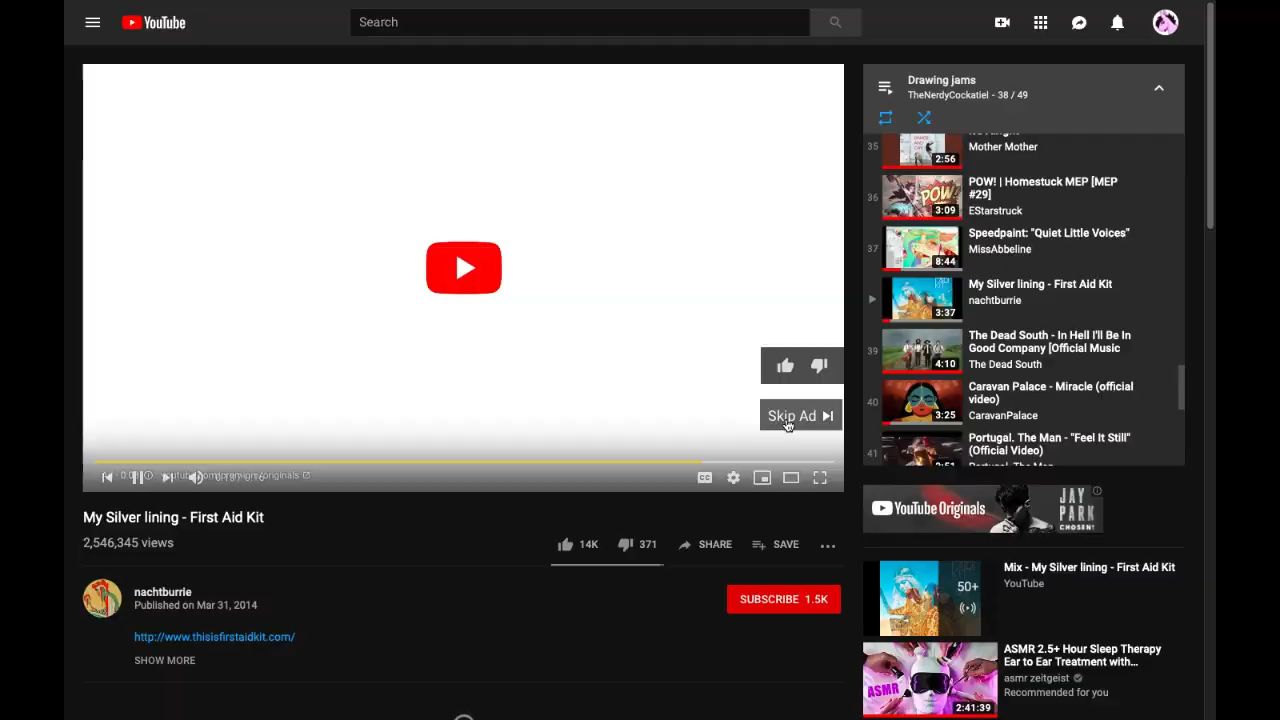 YouTube
Search
Skip Ad
My Silver lining - First Aid Kit
2,546,345 views
14K
371
SHARE
SAVE
nachtburrie
Published on Mar 31, 2014
SUBSCRIBE 1.5K
http://www.thisisfirstaidkit.com/
SHOW MORE
Drawing jams
TheNerdyCockatiel - 38 / 49
35
2:56
Mother Mother
36
POW!
3:09
POW! | Homestuck MEP [MEP
#29]
EStarstruck
37
8:44
Speedpaint: "Quiet Little Voices"
MissAbbeline
3:37
My Silver lining - First Aid Kit
nachtburrie
39
4:10
The Dead South - In Hell I'll Be In
Good Company [Official Music
The Dead South
40
3:25
Caravan Palace - Miracle (official
video)
CaravanPalace
41
Portugal. The Man - "Feel It Still"
(Official Video)
YouTube Originals
JAY
PARK
CHOSEN1
50+
Mix - My Silver lining - First Aid Kit
YouTube
ASMR
2:41:39
ASMR 2.5+ Hour Sleep Therapy
Ear to Ear Treatment with...
asmr zeitgeist
Recommended for you